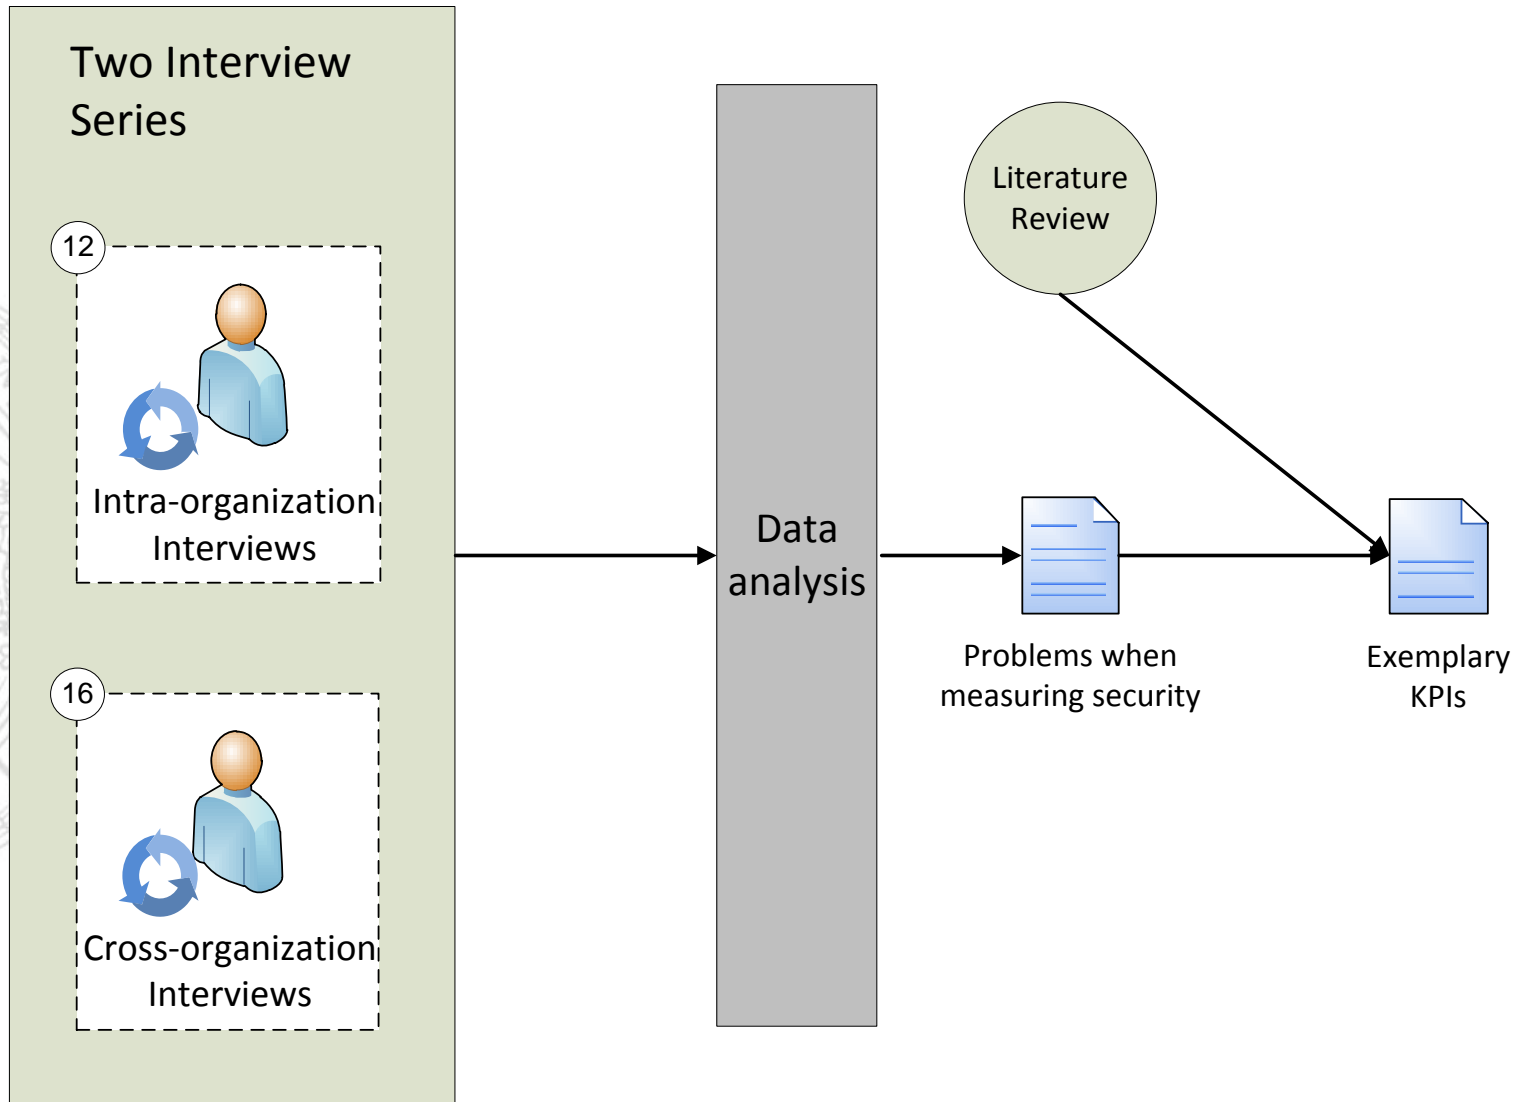 Two Interview
Series
12
Intra-organization
Interviews
16
Cross-organization
Interviews
Data
analysis
Literature
Review
Problems when
measuring security
Exemplary
KPIs